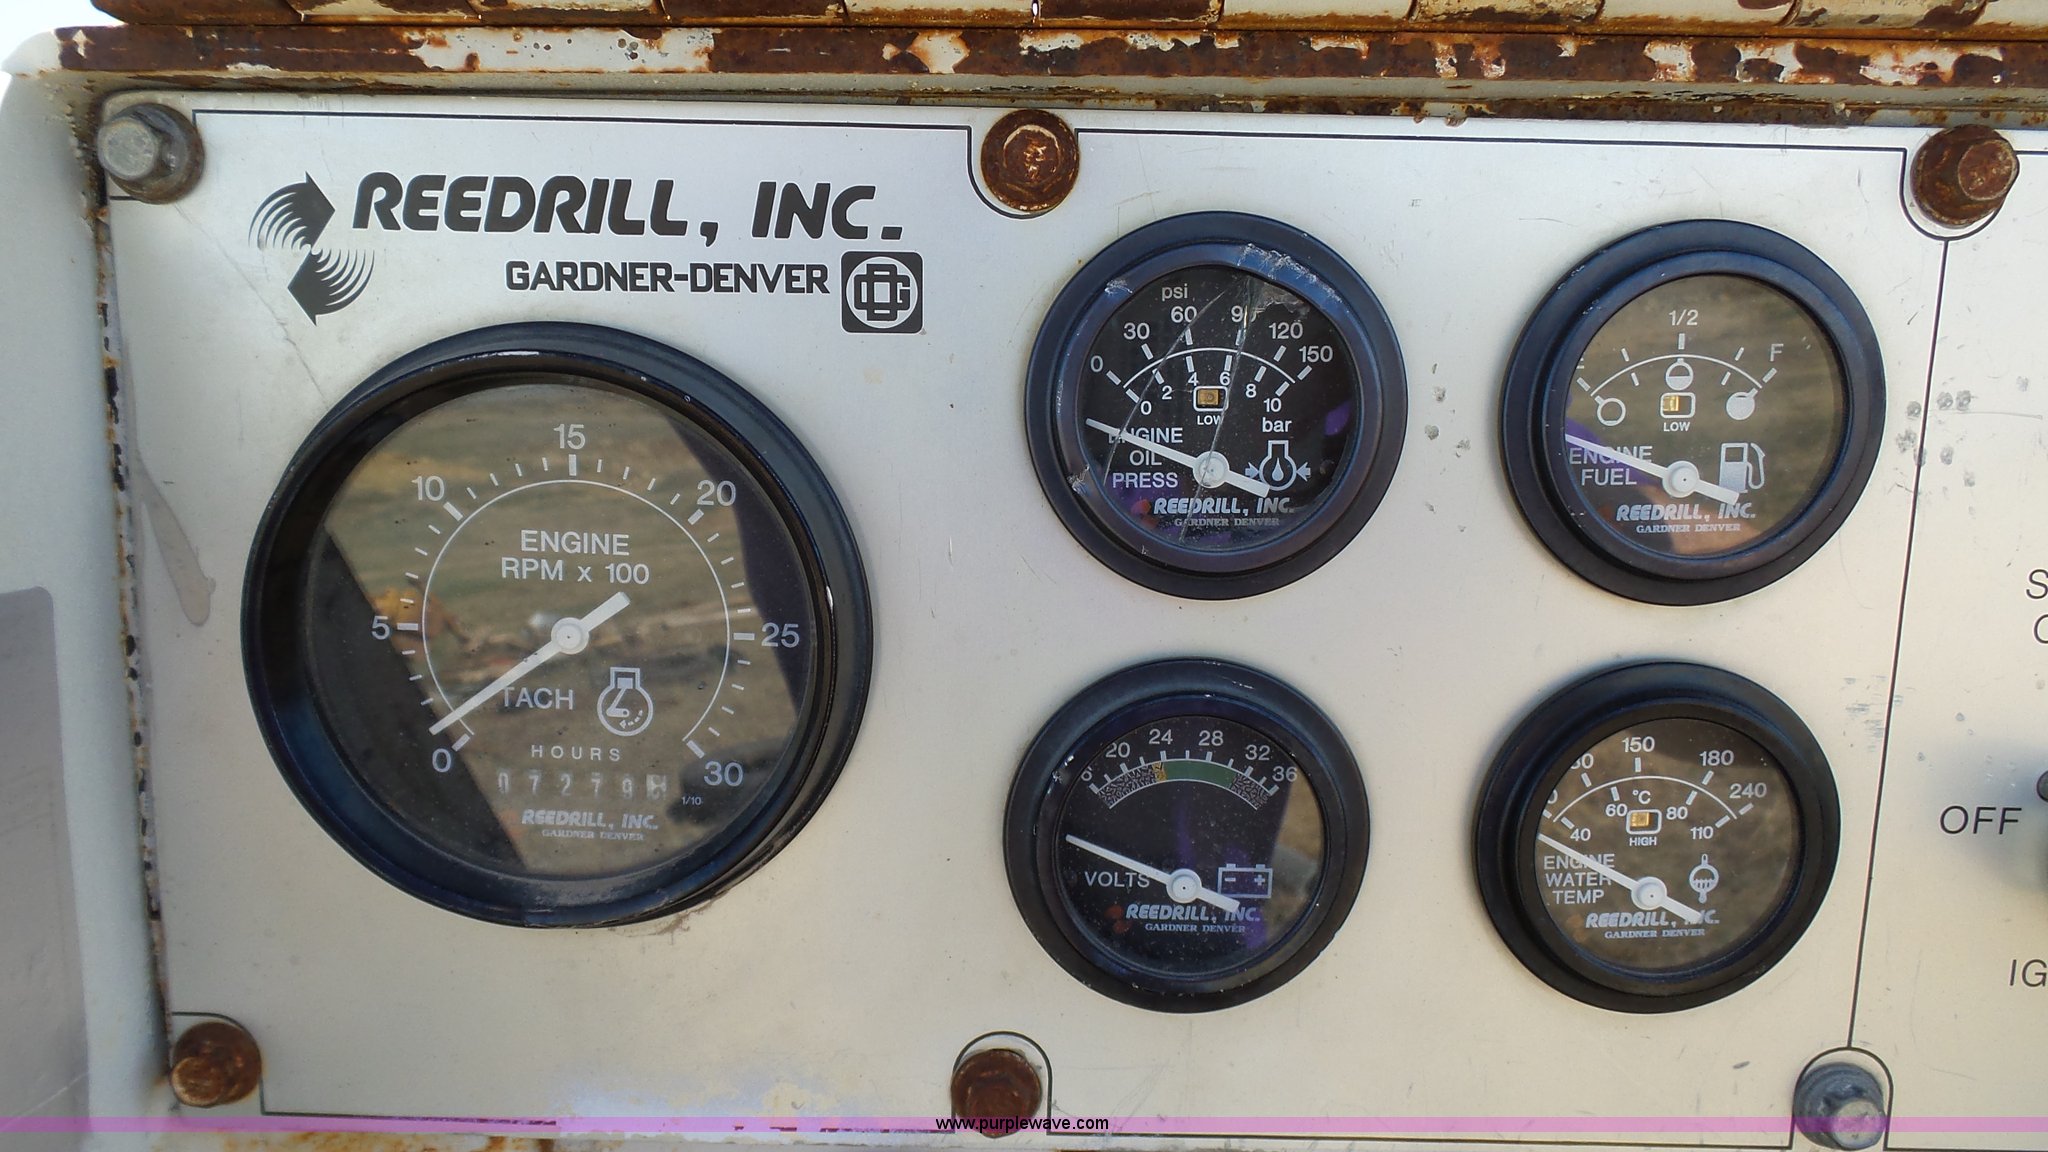 REEDRILL, INC.
GARDNER-DENVER
15
10 20
ENGINE
RPM x 100
5 25
TACH
0 30
HOURS
07279
1/10
REEDRILL, INC.
GARDNER DENVER
psi
60 90
30 120
0 150
0 2 4 6 8 10
bar
LOW
ENGINE
OIL
PRESS
REEDRILL, INC.
GARDNER DENVER
1/2
F
LOW
ENGINE
FUEL
REEDRILL, INC.
GARDNER DENVER
20 24 28 32 36
VOLTS
- +
REEDRILL, INC.
GARDNER DENVER
150
180
240
°C
40 60 80 110
HIGH
ENGINE
WATER
TEMP
REEDRILL, INC.
GARDNER DENVER
OFF
www.purplewave.com